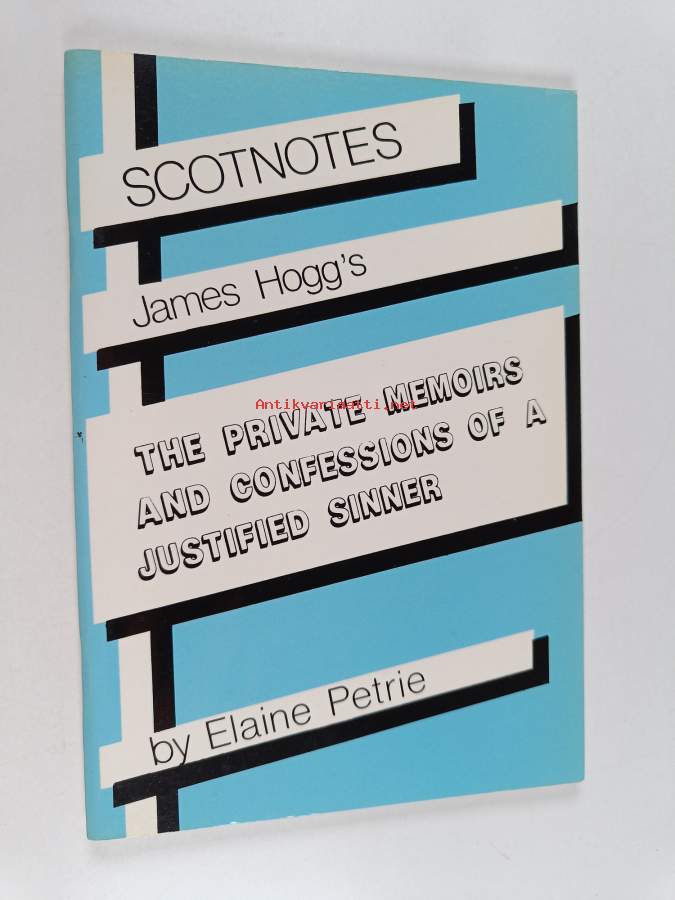 SCOTNOTES
James Hogg's
Antikvariaatti.net
THE PRIVATE MEMOIRS
AND CONFESSIONS OF A
JUSTIFIED SINNER
by Elaine Petrie